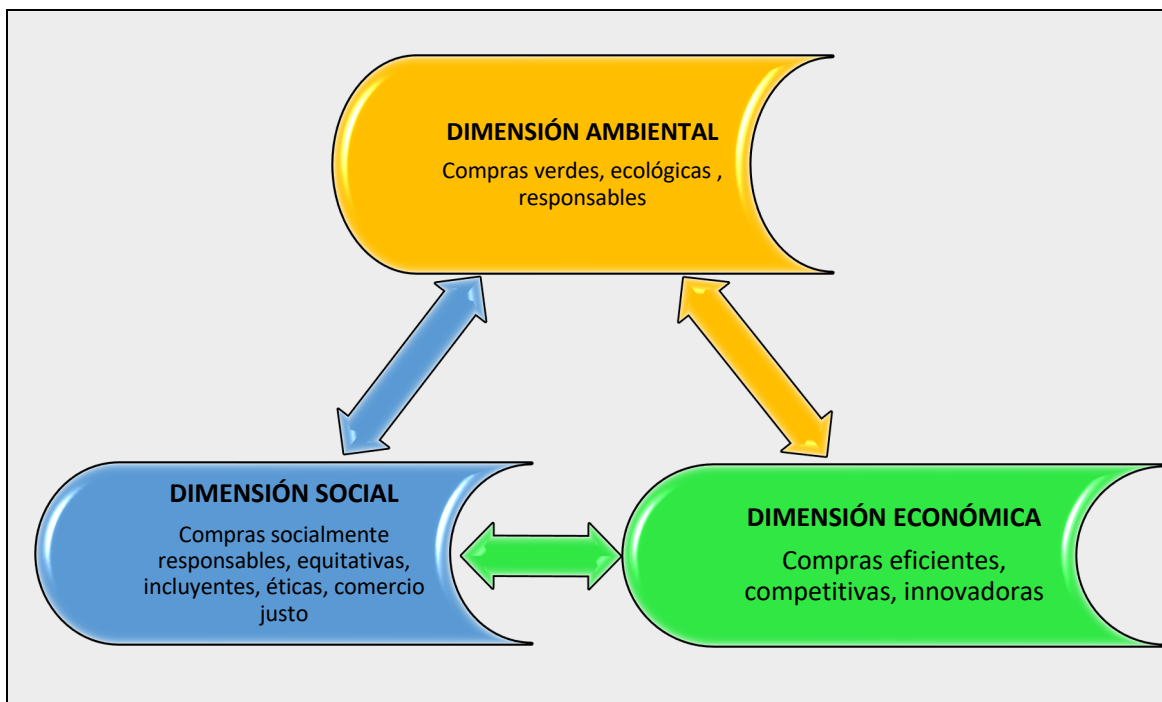 DIMENSIÓN AMBIENTAL
Compras verdes, ecológicas ,
responsables
DIMENSIÓN SOCIAL
Compras socialmente
responsables, equitativas,
incluyentes, éticas, comercio
justo
DIMENSIÓN ECONÓMICA
Compras eficientes,
competitivas, innovadoras